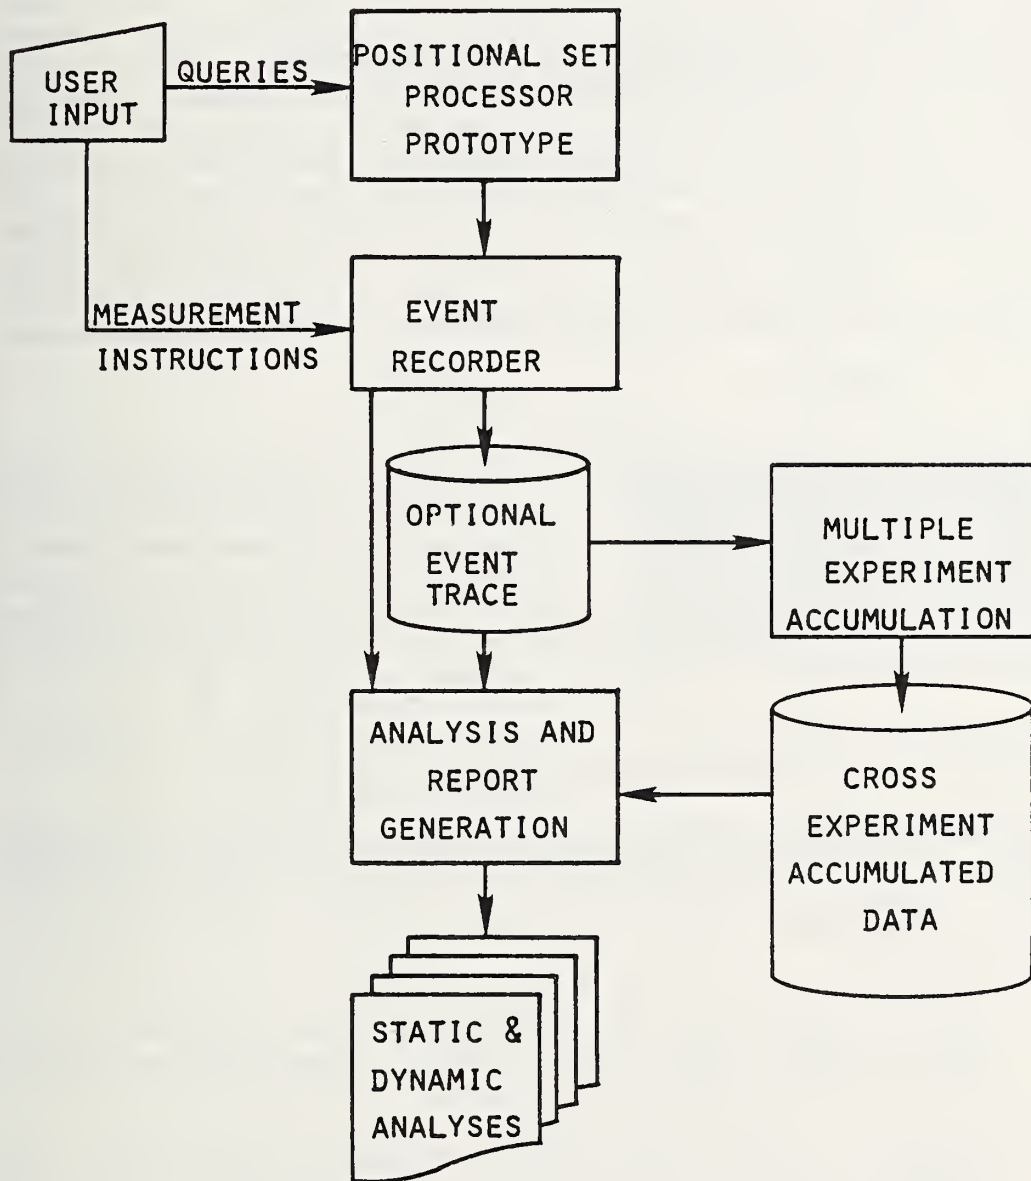 USER
INPUT
QUERIES
POSITIONAL SET
PROCESSOR
PROTOTYPE
MEASUREMENT
INSTRUCTIONS
EVENT
RECORDER
OPTIONAL
EVENT
TRACE
MULTIPLE
EXPERIMENT
ACCUMULATION
ANALYSIS AND
REPORT
GENERATION
CROSS
EXPERIMENT
ACCUMULATED
DATA
STATIC &
DYNAMIC
ANALYSES